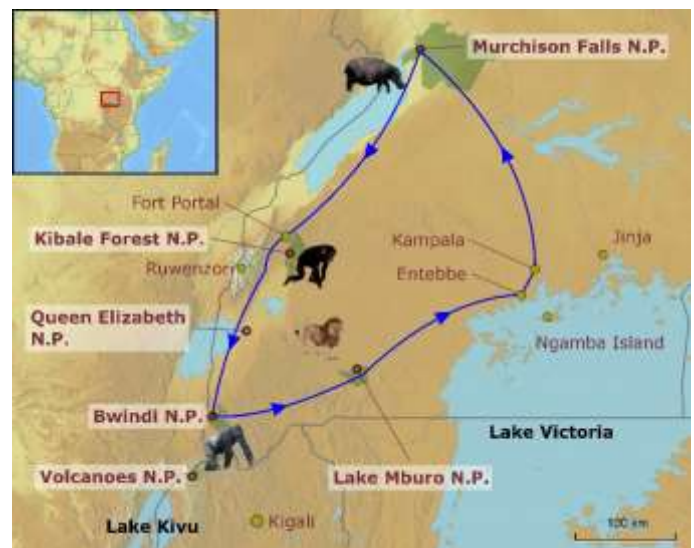 Murchison Falls N.P.
Fort Portal
Kibale Forest N.P.
Ruwenzori
Kampala
Jinja
Entebbe
Queen Elizabeth
N.P.
Ngamba Island
Bwindi N.P.
Lake Victoria
Volcanoes N.P.
Lake Mburo N.P.
Lake Kivu
Kigali
100 km